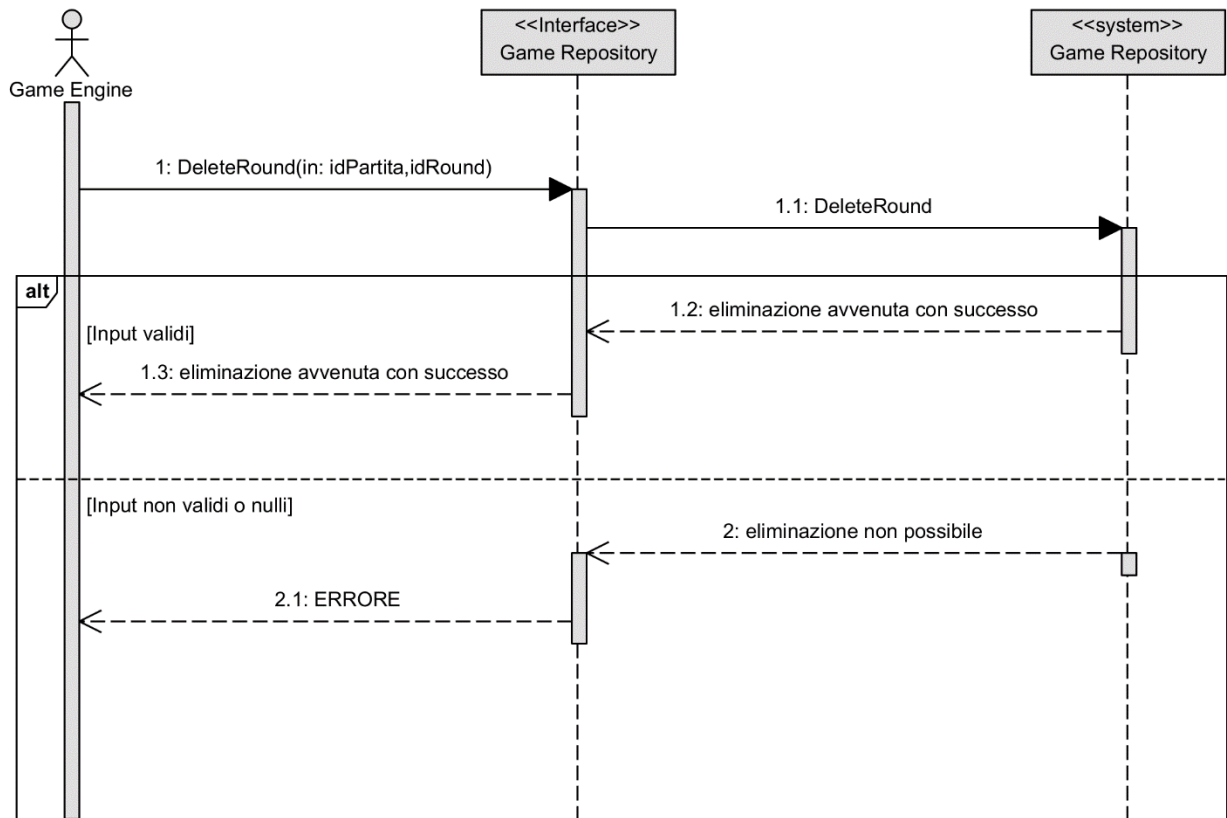 <<Interface>>
Game Repository
<<system>>
Game Repository
Game Engine
1: DeleteRound(in: idPartita,idRound)
1.1: DeleteRound
alt
1.2: eliminazione avvenuta con successo
[Input validi]
1.3: eliminazione avvenuta con successo
[Input non validi o nulli]
2: eliminazione non possibile
2.1: ERRORE